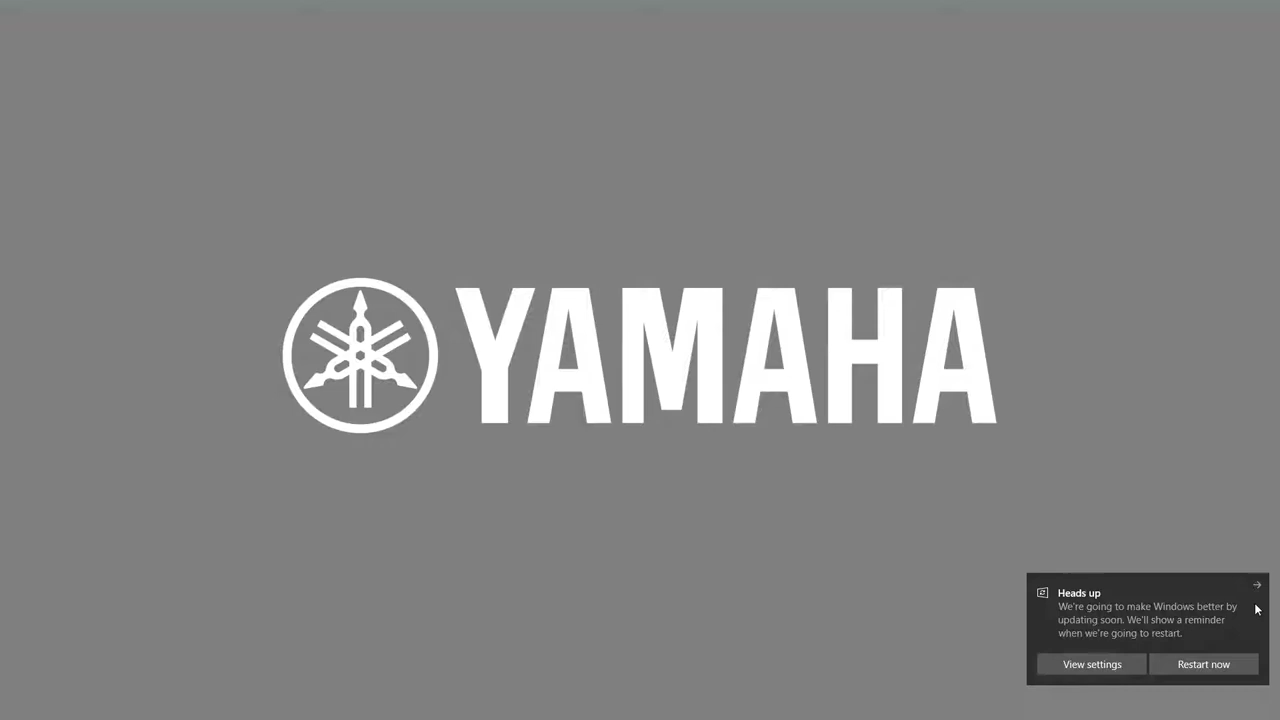 YAMAHA
Heads up
We're going to make Windows better by
updating soon. We'll show a reminder
when we're going to restart.
View settings
Restart now